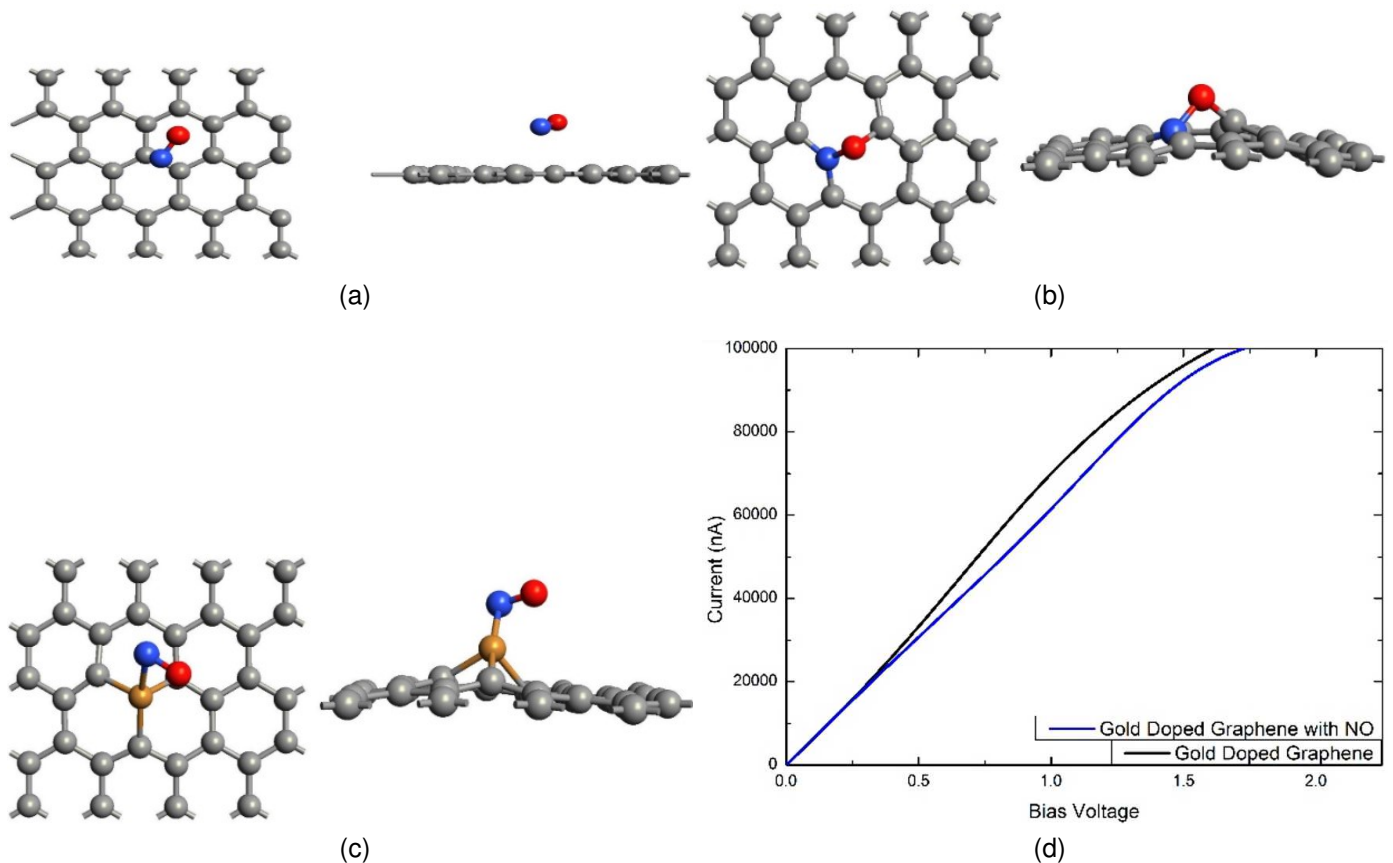 (a)
(b)
100000
80000
60000
40000
20000
0
Current (nA)
Gold Doped Graphene with NO
Gold Doped Graphene
0.0 0.5 1.0 1.5 2.0
Bias Voltage
(c)
(d)